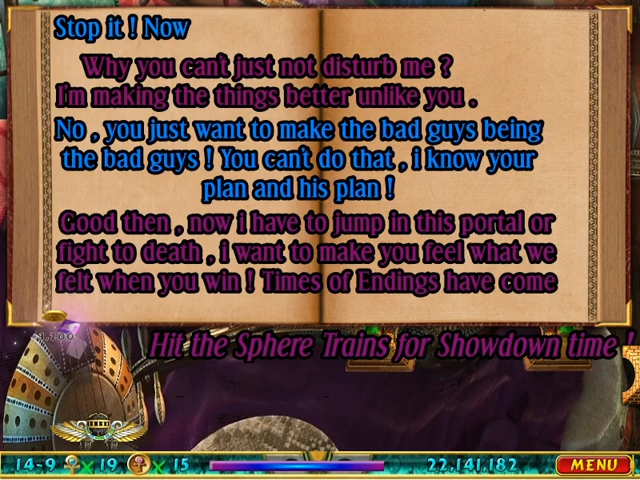 Stop it ! Now
Why you can't just not disturb me ?
I'm making the things better unlike you .
No , you just want to make the bad guys being
the bad guys ! You can't do that , i know your
plan and his plan !
Good then , now i have to jump in this portal or
fight to death , i want to make you feel what we
felt when you win ! Times of Endings have come
Hit the Sphere Trains for Showdown time !
14-9 × 19 × 15 22,141,182 MENU